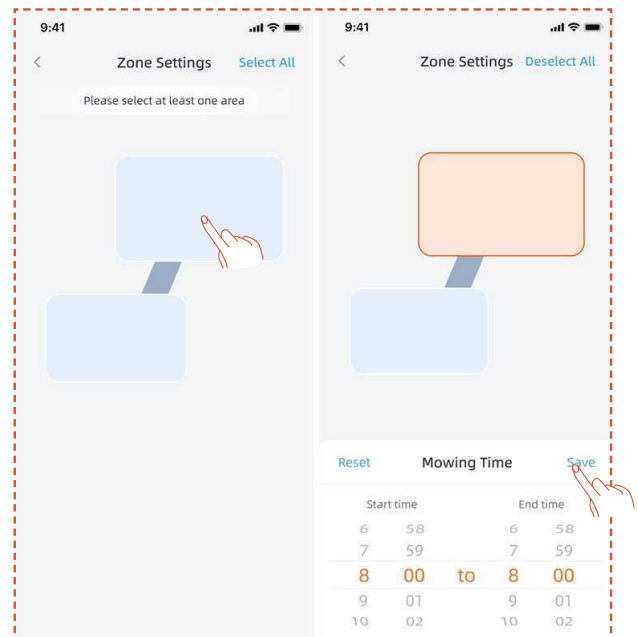 9:41
Zone Settings Select All
Please select at least one area
9:41
Zone Settings Deselect All
Reset Mowing Time Save
Start time End time
6 58 6 58
7 59 7 59
8 00 to 8 00
9 01 9 01
10 02 10 02